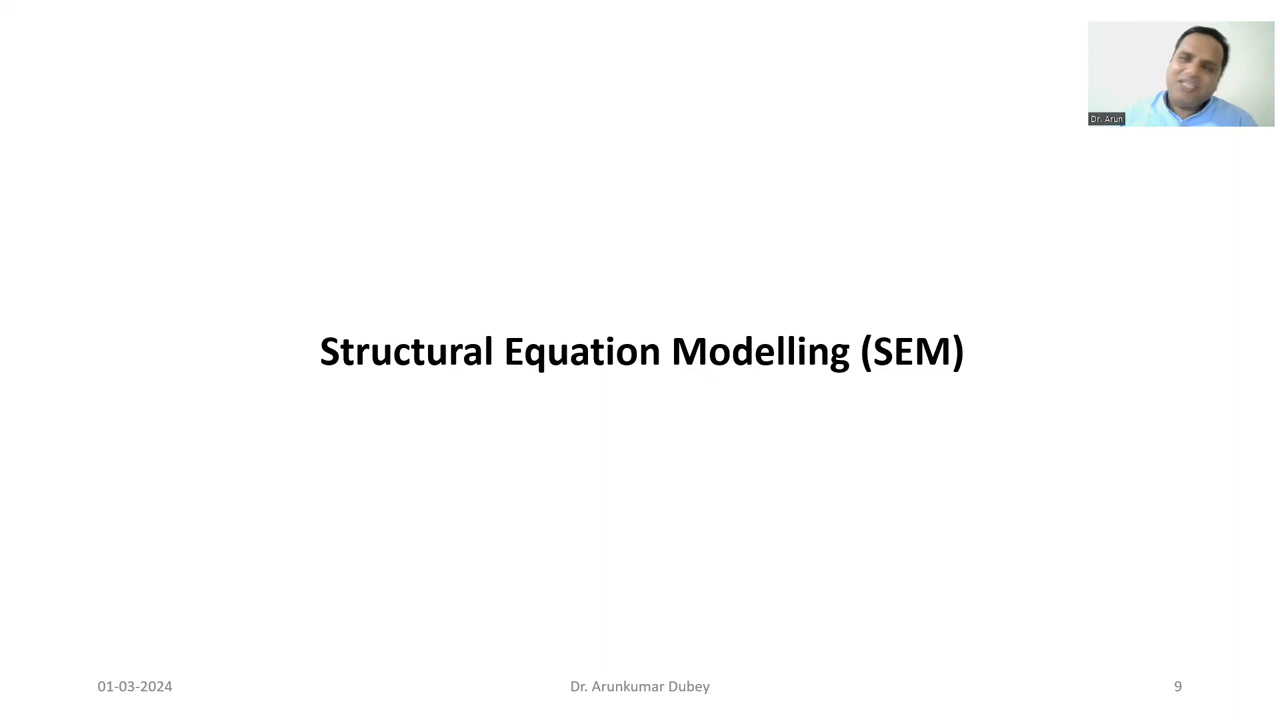 Dr. Arun
Structural Equation Modelling (SEM)
01-03-2024
Dr. Arunkumar Dubey
9